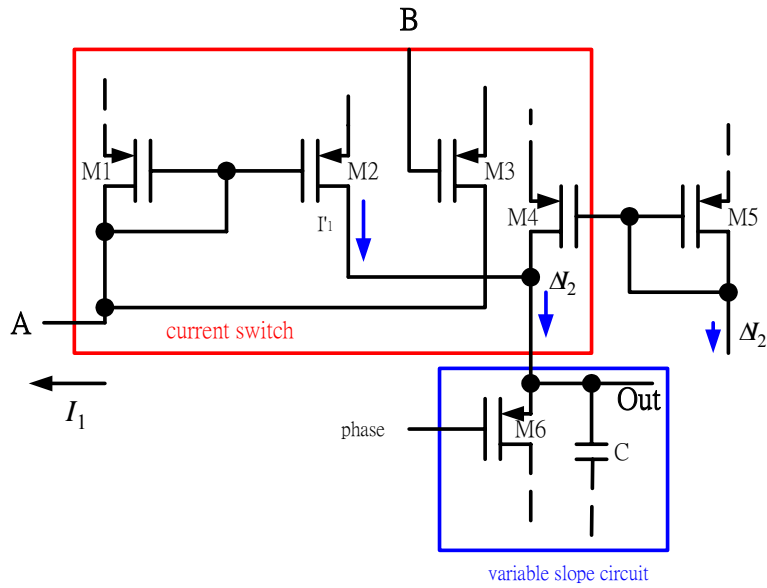 B
M1
M2
M3
M4
M5
I'1
ΔI2
A
current switch
ΔI2
I1
Out
phase
M6
C
variable slope circuit